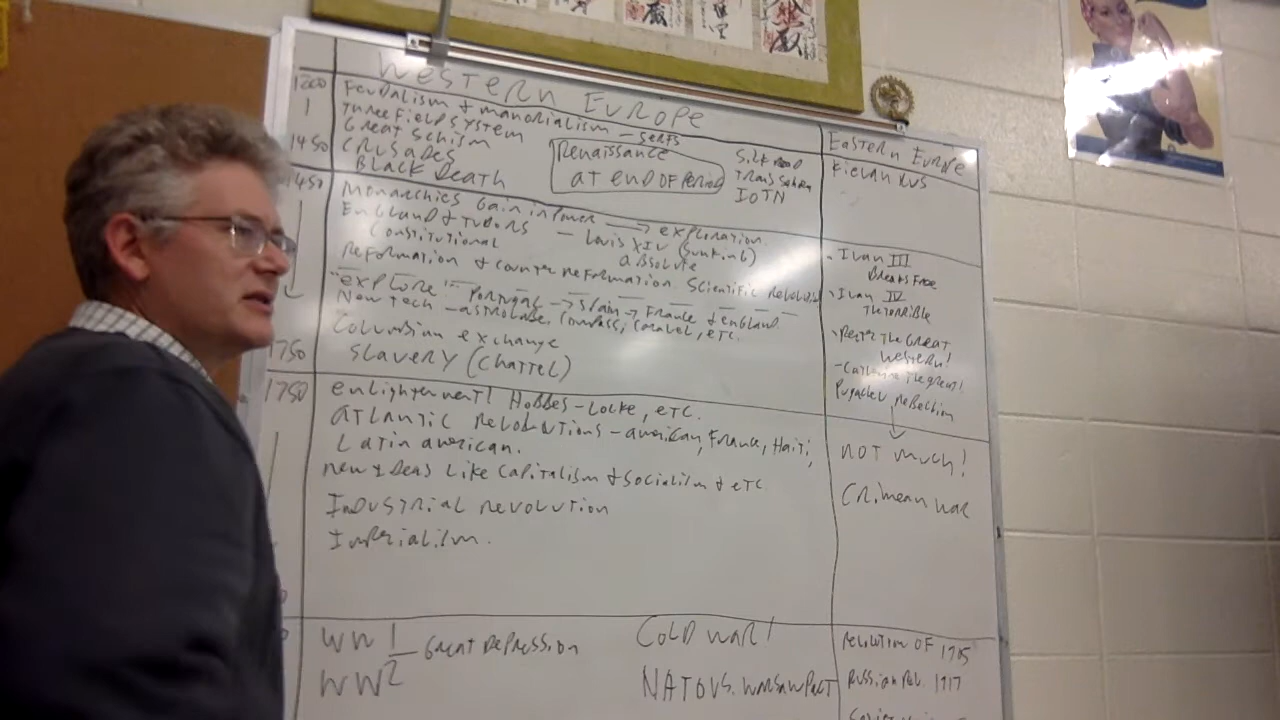 Western Europe
1200
1
1450
Feudalism & manorialism - serfs
Three Field System
Great Schism
Crusades
Black Death
Renaissance
at end of period
Silk road
Trans Sahara
IOTN
Eastern Europe
Kievan Rus
1450
1750
Monarchies Gain in Power → exploration.
England & Tudors - Louis XIV (Sun King)
Constitutional
absolute
Reformation & Counter Reformation. Scientific Revolution
explore - Portugal → Spain → France & England
New Tech - astrolabe, compass, caravel, etc.
Columbian exchange
Slavery (Chattel)
Ivan III
Breaks Free
Ivan IV
The Terrible
Peter The Great
Western!
- Catherine the great!
Pugachev Rebellion
1750
Enlightenment! Hobbes - Locke, etc.
Atlantic Revolutions - american, France, Haiti,
Latin american.
New Ideas Like Capitalism & Socialism & etc
Industrial revolution
Imperialism.
Not much!
Crimean war
WW1 - Great Depression
WW2
Cold War!
NATO vs. Warsaw Pact
Revolution of 1905
Russian Rev. 1917